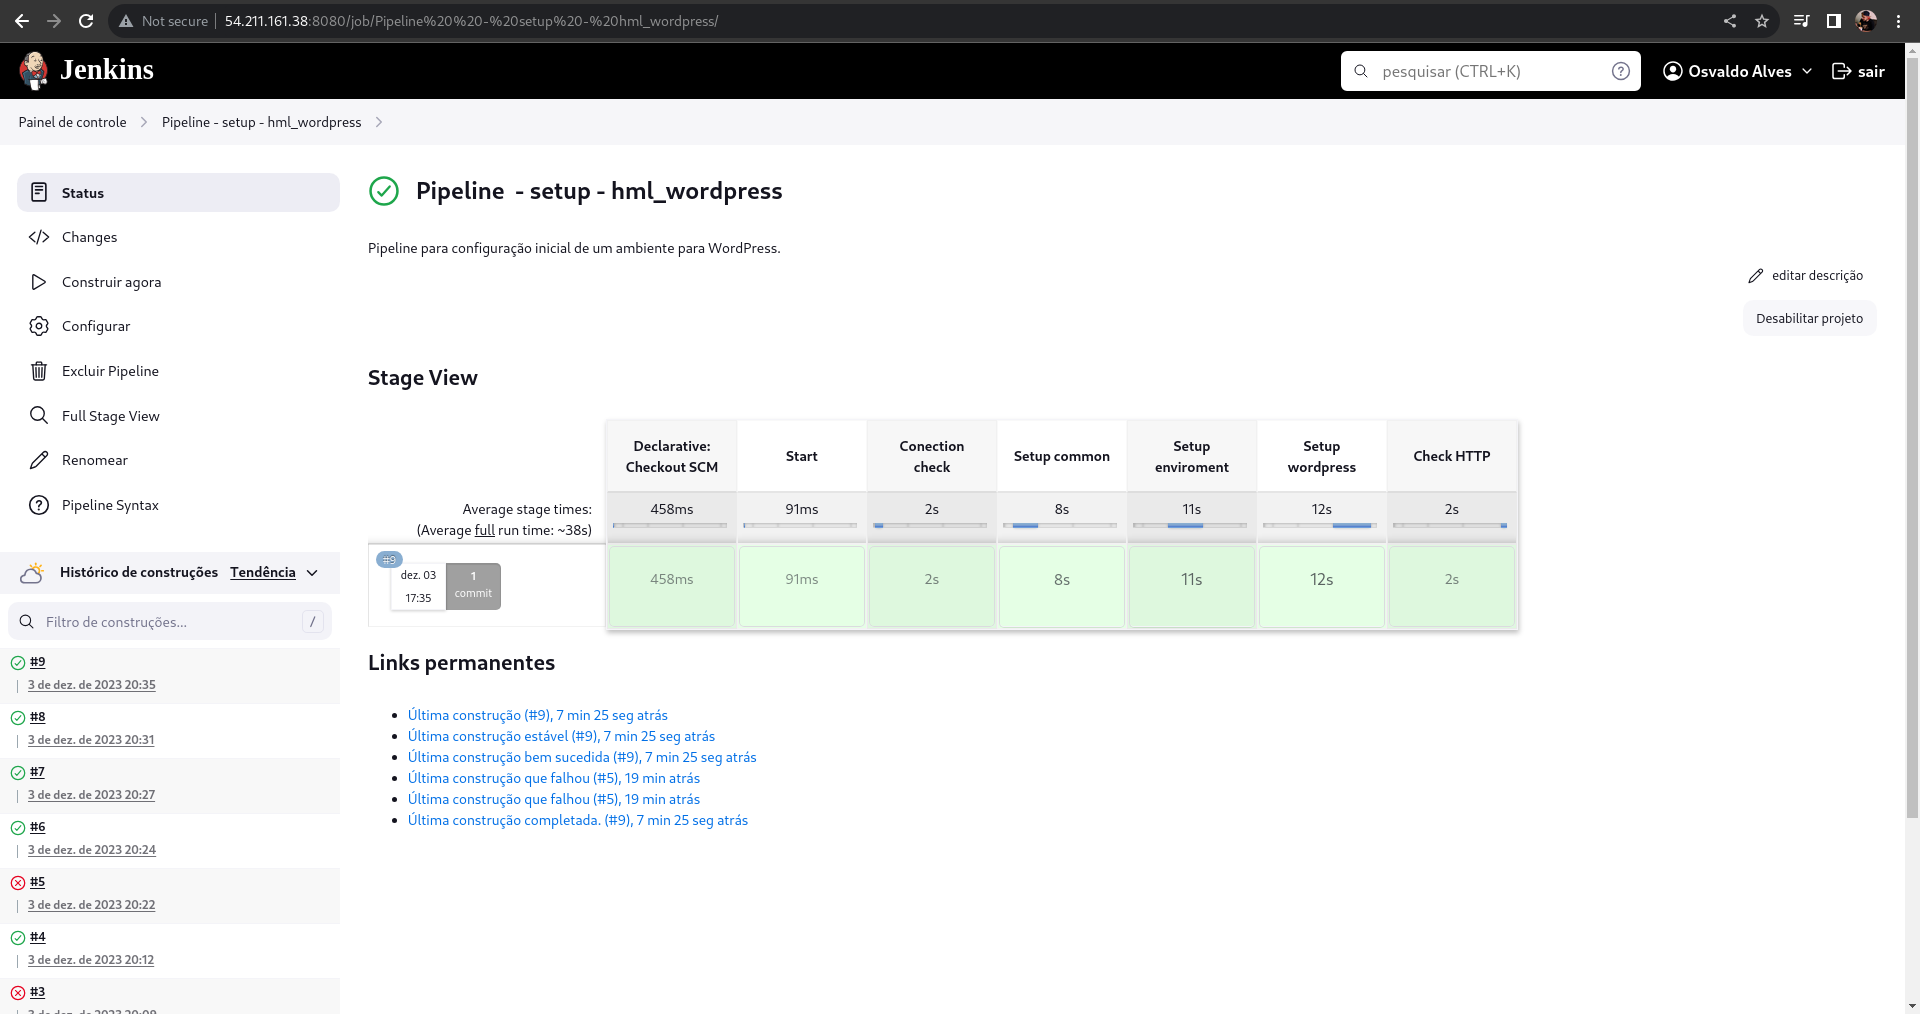 Not secure
54.211.161.38:8080/job/Pipeline%20%20-%20setup%20-%20hml_wordpress/
Jenkins
pesquisar (CTRL+K)
Osvaldo Alves
sair
Painel de controle
Pipeline - setup - hml_wordpress
Status
Changes
Construir agora
Configurar
Excluir Pipeline
Full Stage View
Renomear
Pipeline Syntax
Histórico de construções
Tendência
Filtro de construções...
/
#9
3 de dez. de 2023 20:35
#8
3 de dez. de 2023 20:31
#7
3 de dez. de 2023 20:27
#6
3 de dez. de 2023 20:24
#5
3 de dez. de 2023 20:22
#4
3 de dez. de 2023 20:12
#3
3 de dez. de 2023 20:09
Pipeline - setup - hml_wordpress
Pipeline para configuração inicial de um ambiente para WordPress.
editar descrição
Desabilitar projeto
Stage View
Declarative:
Checkout SCM
Start
Conection
check
Setup common
Setup
enviroment
Setup
wordpress
Check HTTP
Average stage times:
(Average full run time: ~38s)
458ms
91ms
2s
8s
11s
12s
2s
#9
dez. 03
17:35
1
commit
458ms
91ms
2s
8s
11s
12s
2s
Links permanentes
Última construção (#9), 7 min 25 seg atrás
Última construção estável (#9), 7 min 25 seg atrás
Última construção bem sucedida (#9), 7 min 25 seg atrás
Última construção que falhou (#5), 19 min atrás
Última construção que falhou (#5), 19 min atrás
Última construção completada. (#9), 7 min 25 seg atrás